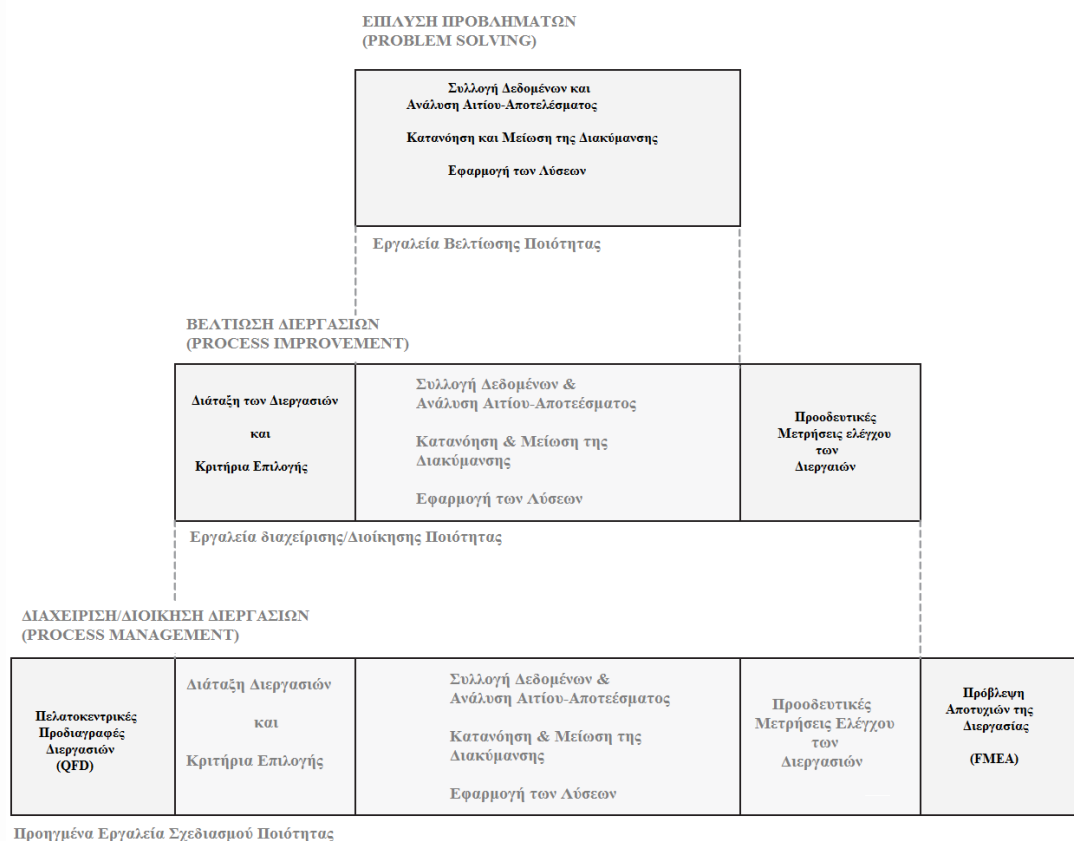 ΕΠΙΛΥΣΗ ΠΡΟΒΛΗΜΑΤΩΝ
(PROBLEM SOLVING)
Συλλογή Δεδομένων και
Ανάλυση Αιτίου-Αποτελέσματος
Κατανόηση και Μείωση της Διακύμανσης
Εφαρμογή των Λύσεων
Εργαλεία Βελτίωσης Ποιότητας
ΒΕΛΤΙΩΣΗ ΔΙΕΡΓΑΣΙΩΝ
(PROCESS IMPROVEMENT)
Διάταξη των Διεργασιών
και
Κριτήρια Επιλογής
Συλλογή Δεδομένων &
Ανάλυση Αιτίου-Αποτεέσματος
Κατανόηση & Μείωση της
Διακύμανσης
Εφαρμογή των Λύσεων
Προοδευτικές
Μετρήσεις ελέγχου
των
Διεργαιών
Εργαλεία διαχείρισης/Διοίκησης Ποιότητας
ΔΙΑΧΕΙΡΙΣΗ/ΔΙΟΙΚΗΣΗ ΔΙΕΡΓΑΣΙΩΝ
(PROCESS MANAGEMENT)
Πελατοκεντρικές
Προδιαγραφές
Διεργασιών
(QFD)
Διάταξη Διεργασιών
και
Κριτήρια Επιλογής
Συλλογή Δεδομένων &
Ανάλυση Αιτίου-Αποτεέσματος
Κατανόηση & Μείωση της
Διακύμανσης
Εφαρμογή των Λύσεων
Προοδευτικές
Μετρήσεις Ελέγχου
των
Διεργασιών
Πρόβλεψη
Αποτυχιών της
Διεργασίας
(FMEA)
Προηγμένα Εργαλεία Σχεδιασμού Ποιότητας